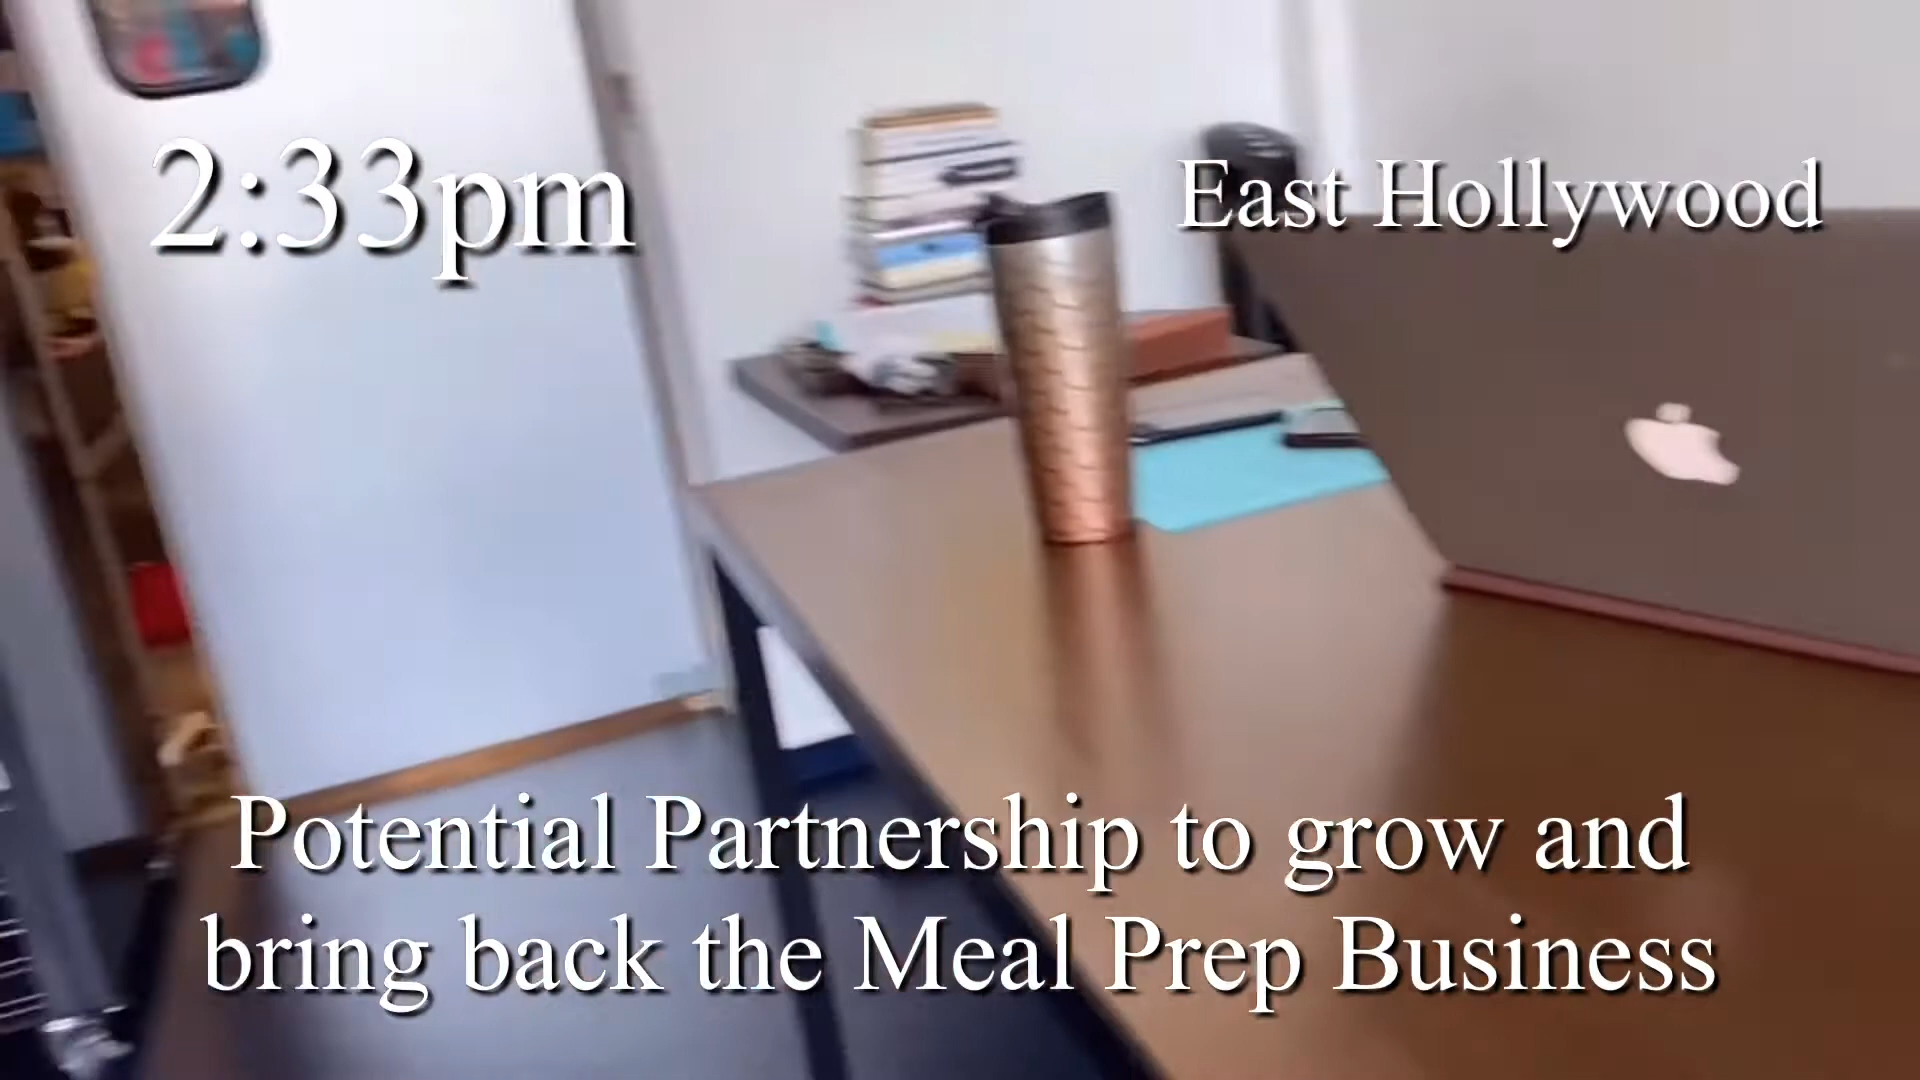 2:33pm
East Hollywood
Potential Partnership to grow and
bring back the Meal Prep Business